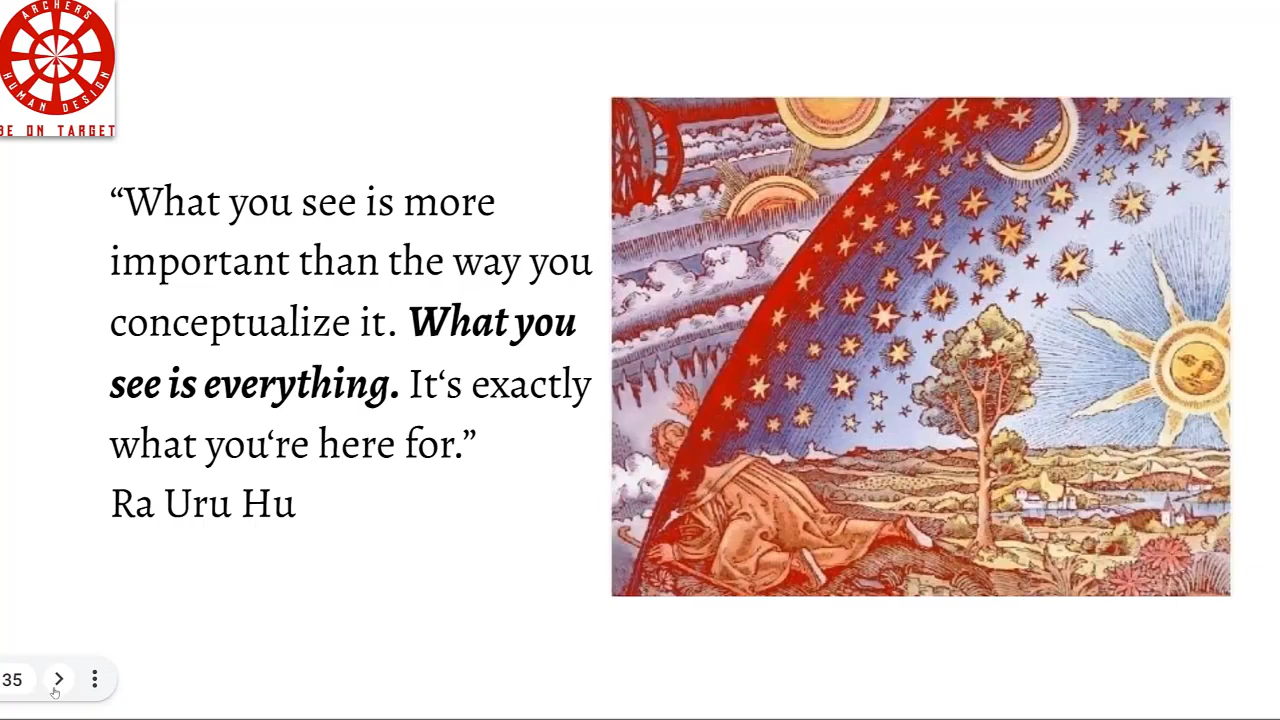 ARCHERS
HUMAN DESIGN
BE ON TARGET
“What you see is more
important than the way you
conceptualize it. What you
see is everything. It‘s exactly
what you‘re here for.”
Ra Uru Hu
35